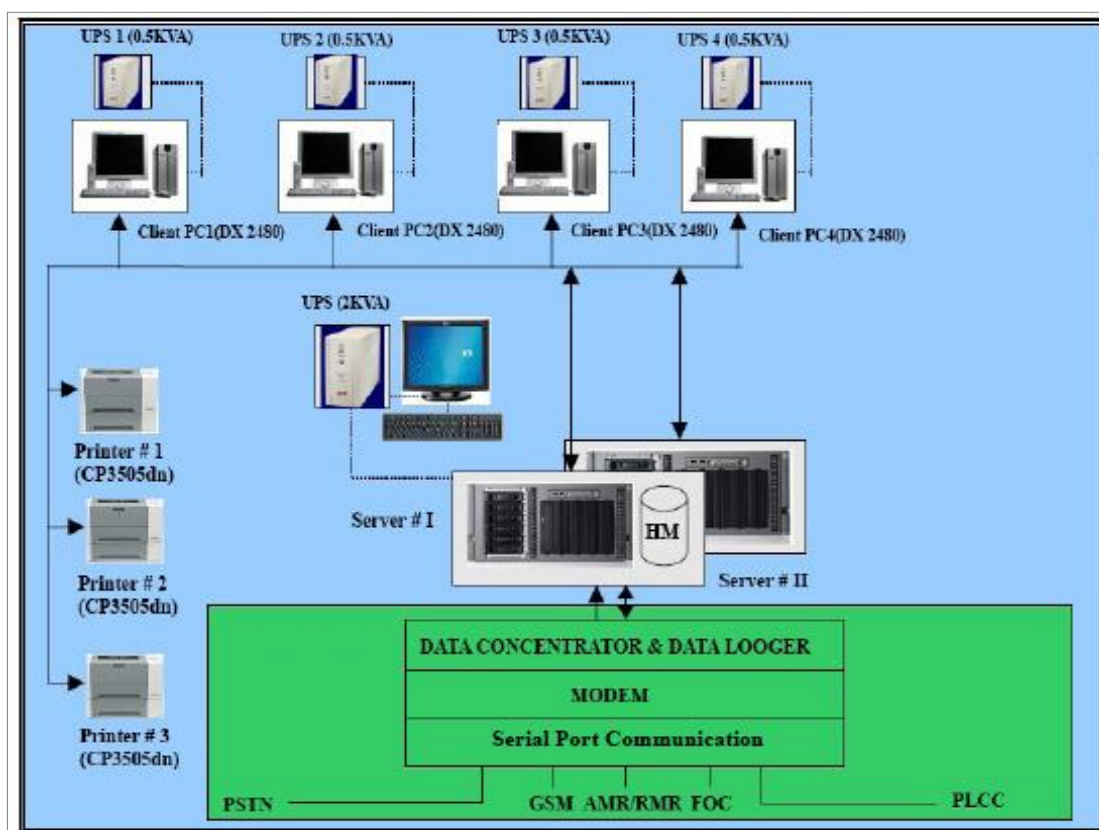 UPS 1 (0.5KVA)
UPS 2 (0.5KVA)
UPS 3 (0.5KVA)
UPS 4 (0.5KVA)
Client PC1(DX 2480)
Client PC2(DX 2480)
Client PC3(DX 2480)
Client PC4(DX 2480)
UPS (2KVA)
Printer # 1
(CP3505dn)
Server # I
HM
Server # II
Printer # 2
(CP3505dn)
DATA CONCENTRATOR & DATA LOOGER
MODEM
Serial Port Communication
Printer # 3
(CP3505dn)
PSTN
GSM AMR/RMR FOC
PLCC